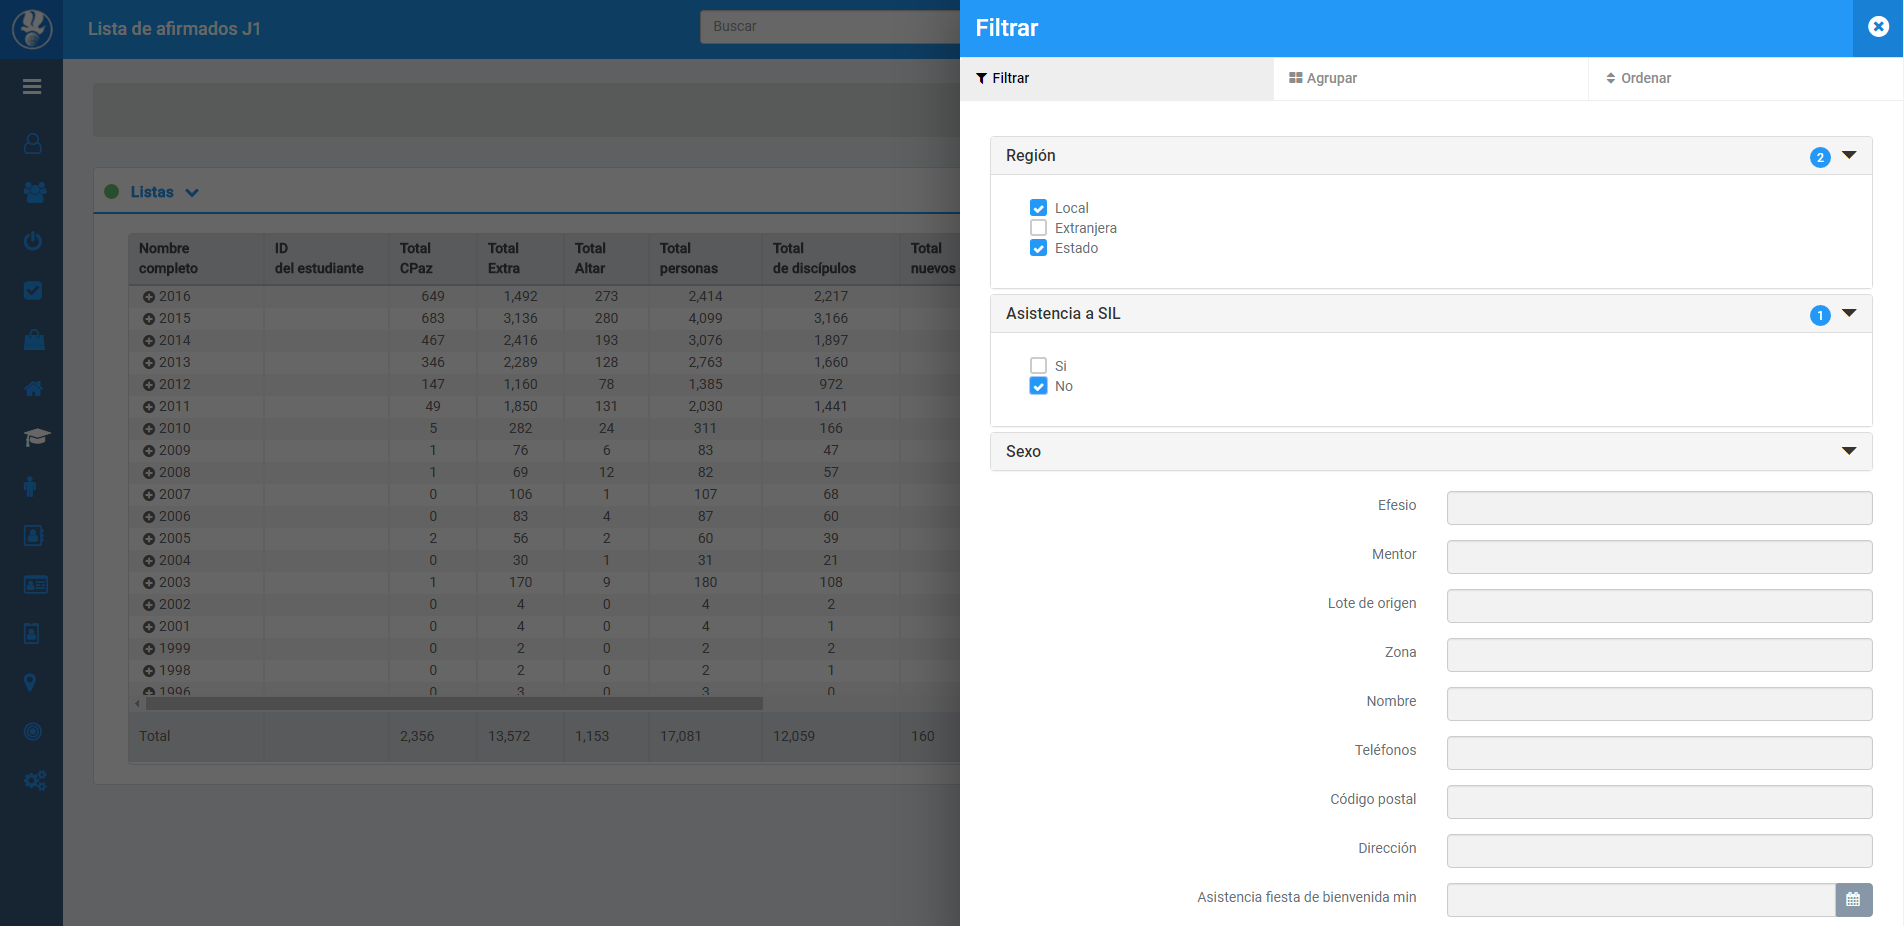 Lista de afirmados J1
Buscar
Listas
Nombre completo ID del estudiante Total CPaz Total Extra Total Altar Total personas Total de discípulos Total nuevos
2016 649 1,492 273 2,414 2,217
2015 683 3,136 280 4,099 3,166
2014 467 2,416 193 3,076 1,897
2013 346 2,289 128 2,763 1,660
2012 147 1,160 78 1,385 972
2011 49 1,850 131 2,030 1,441
2010 5 282 24 311 166
2009 1 76 6 83 47
2008 1 69 12 82 57
2007 0 106 1 107 68
2006 0 83 4 87 60
2005 2 56 2 60 39
2004 0 30 1 31 21
2003 1 170 9 180 108
2002 0 4 0 4 2
2001 0 4 0 4 1
1999 0 2 0 2 2
1998 0 2 0 2 1
1996 0 3 0 3 0
Total 2,356 13,572 1,153 17,081 12,059 160
Filtrar
Filtrar Agrupar Ordenar
Región 2
Local
Extranjera
Estado
Asistencia a SIL 1
Si
No
Sexo
Efesio
Mentor
Lote de origen
Zona
Nombre
Teléfonos
Código postal
Dirección
Asistencia fiesta de bienvenida min